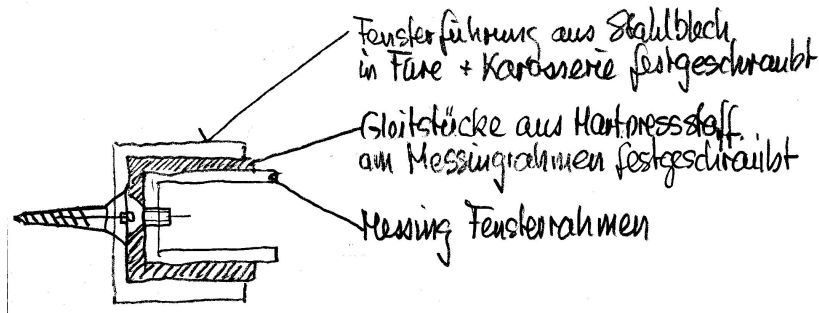 Fensterführung aus Stahlblech
in Türe + Karosserie festgeschraubt
Gleitstücke aus Hartpressstoff
am Messingrahmen festgeschraubt
Messing Fensterrahmen